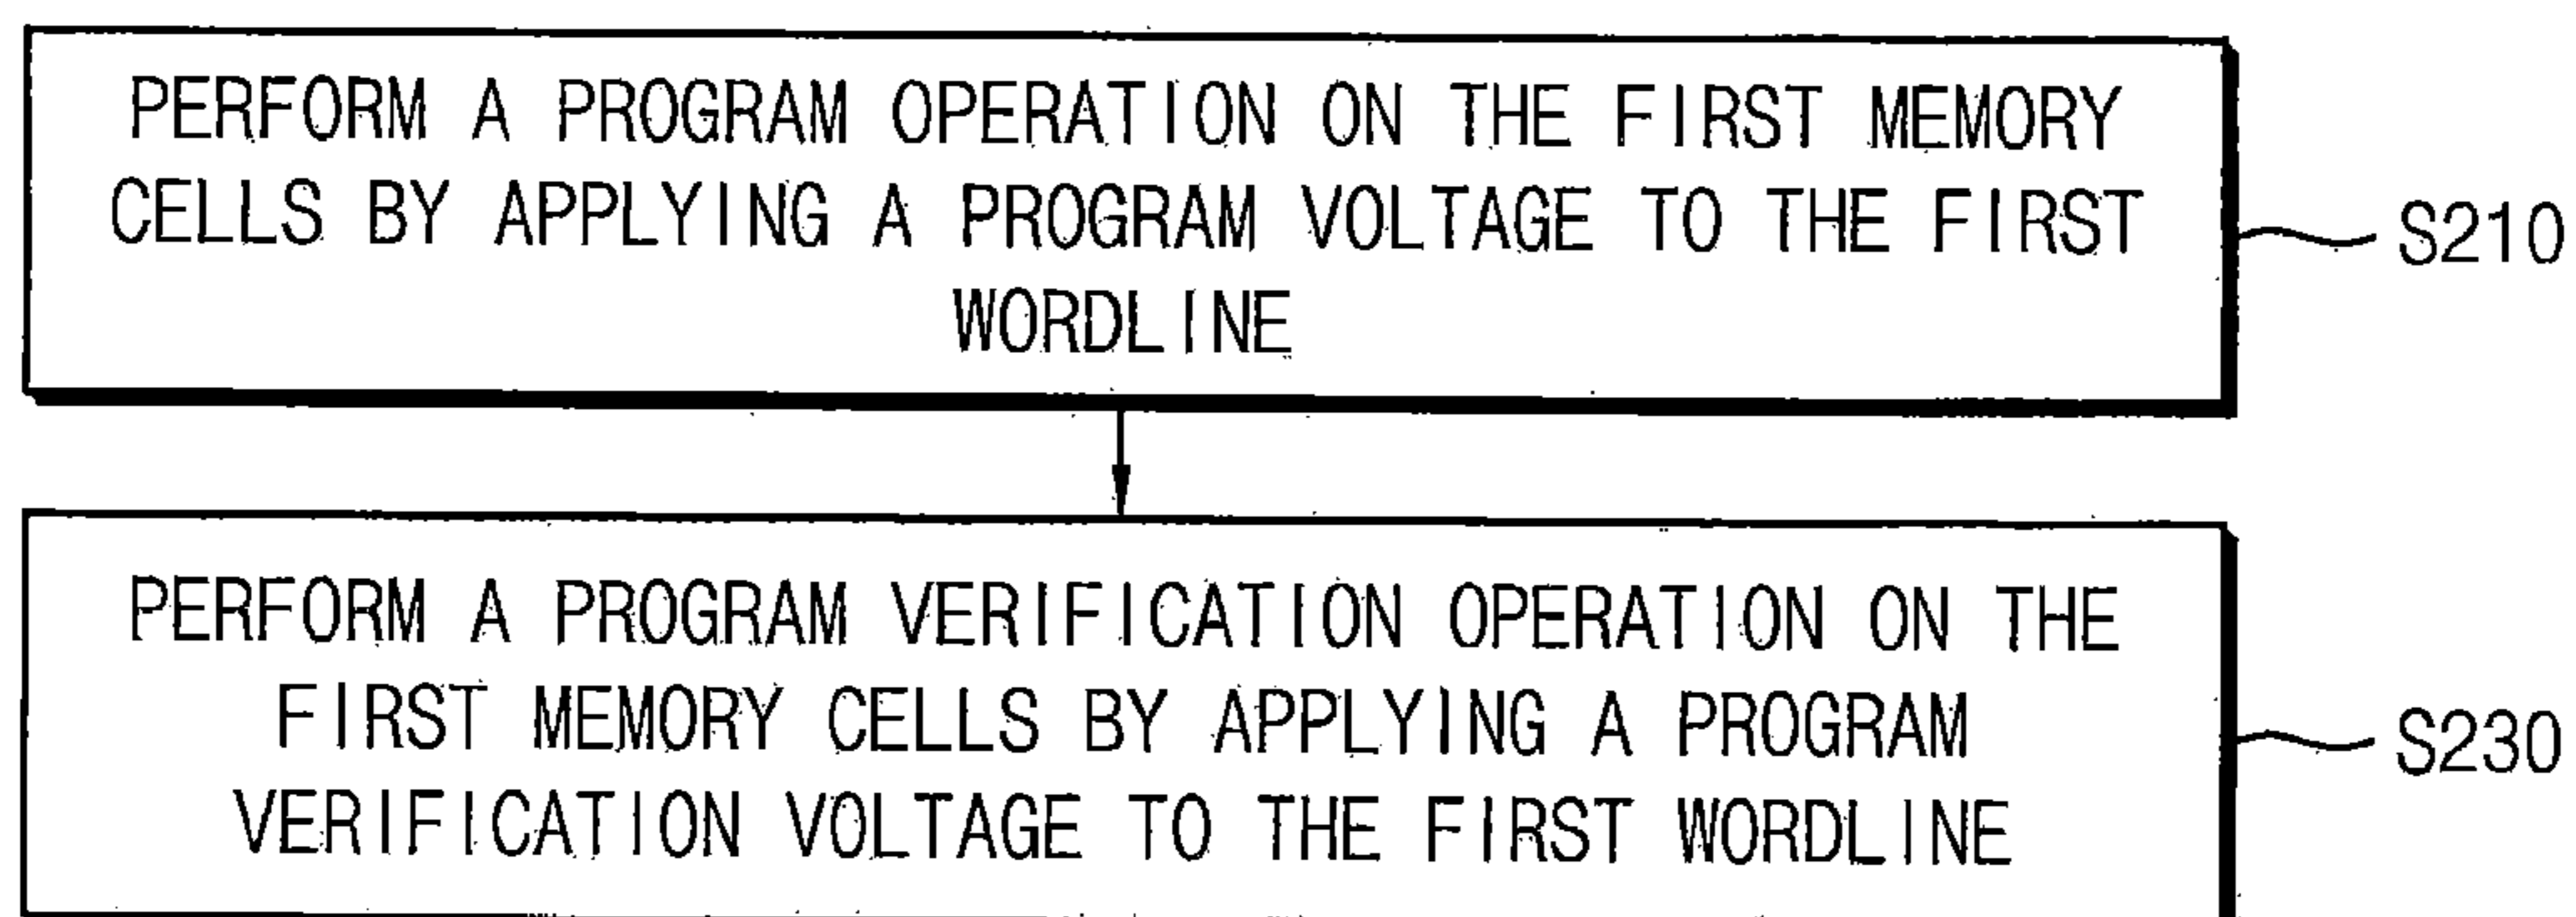 PERFORM A PROGRAM OPERATION ON THE FIRST MEMORY
CELLS BY APPLYING A PROGRAM VOLTAGE TO THE FIRST
WORDLINE
S210
PERFORM A PROGRAM VERIFICATION OPERATION ON THE
FIRST MEMORY CELLS BY APPLYING A PROGRAM
VERIFICATION VOLTAGE TO THE FIRST WORDLINE
S230